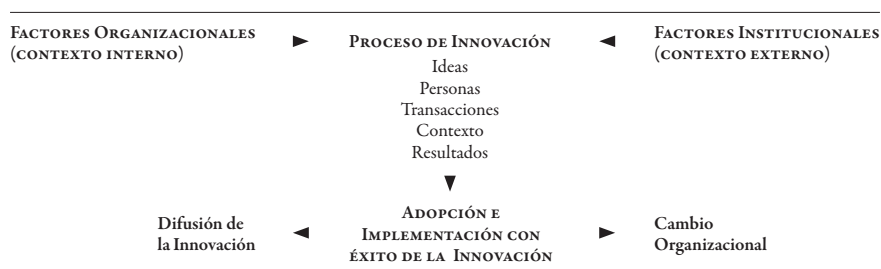 FACTORES ORGANIZACIONALES
(CONTEXTO INTERNO)
PROCESO DE INNOVACIÓN
Ideas
Personas
Transacciones
Contexto
Resultados
FACTORES INSTITUCIONALES
(CONTEXTO EXTERNO)
Difusión de
la Innovación
ADOPCIÓN E
IMPLEMENTACIÓN CON
ÉXITO DE LA INNOVACIÓN
Cambio
Organizacional